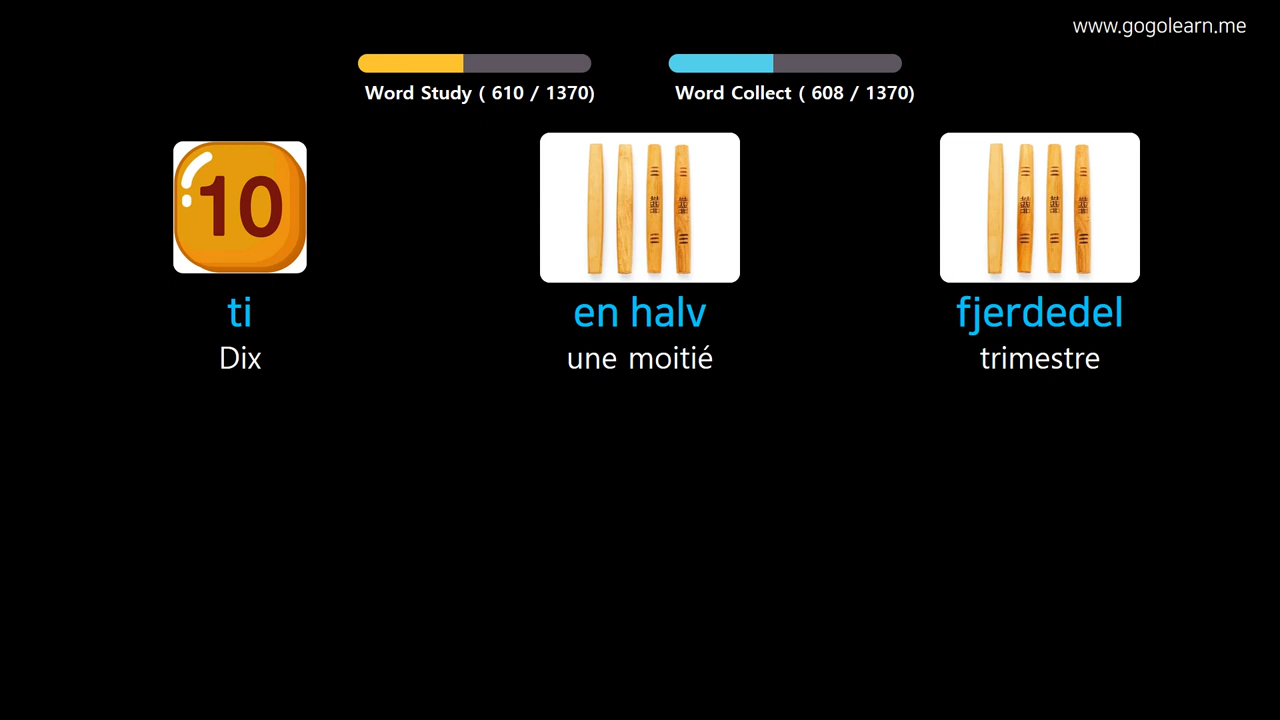 www.gogolearn.me
Word Study ( 610 / 1370)
Word Collect ( 608 / 1370)
10
ti
en halv
fjerdedel
Dix
une moitié
trimestre